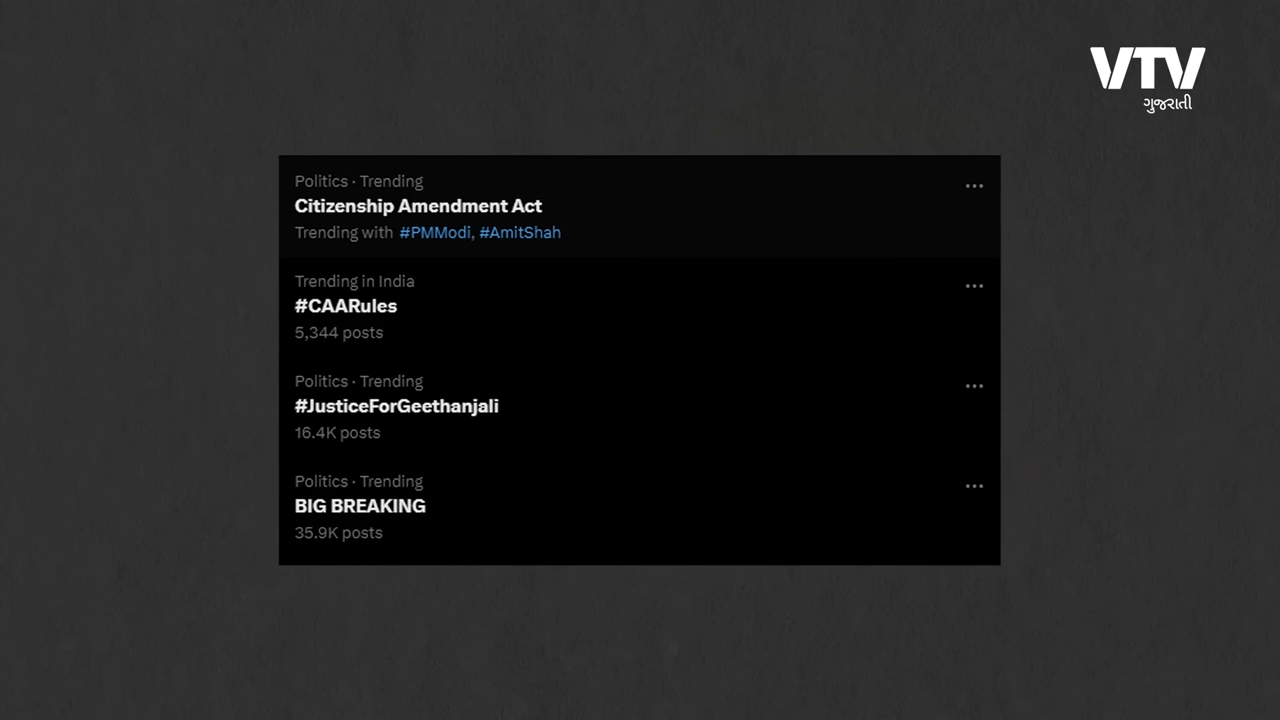 VTV
ગુજરાતી
Politics · Trending
Citizenship Amendment Act
Trending with #PMModi, #AmitShah
Trending in India
#CAARules
5,344 posts
Politics · Trending
#JusticeForGeethanjali
16.4K posts
Politics · Trending
BIG BREAKING
35.9K posts